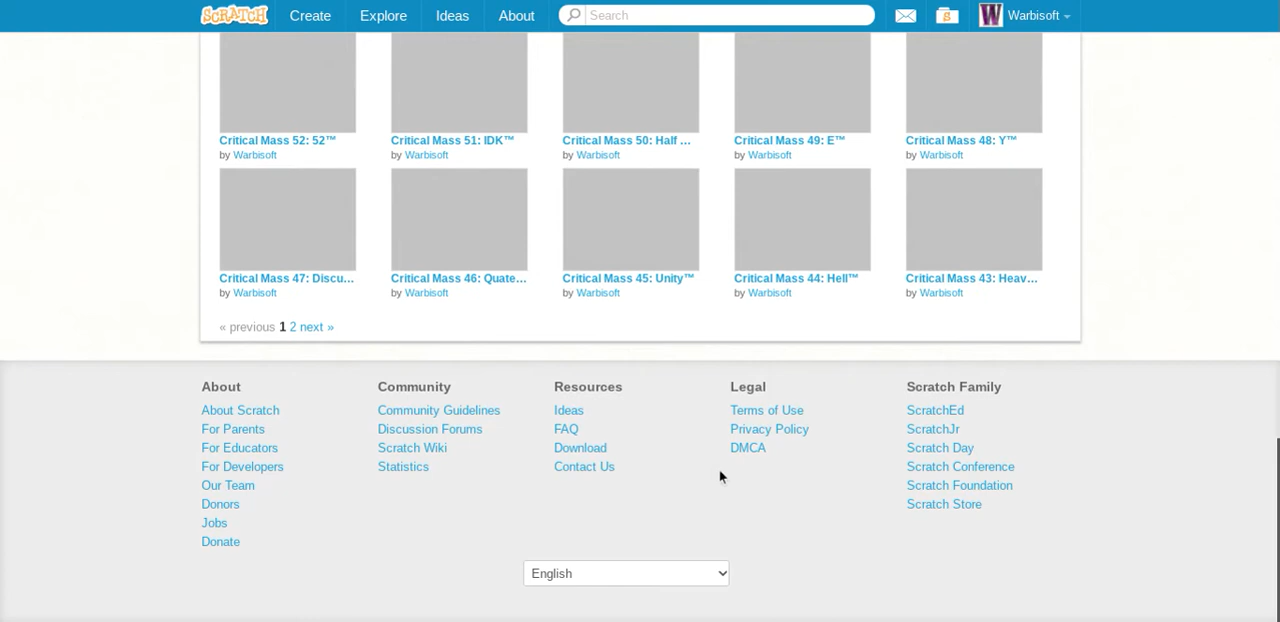 SCRATCH Create Explore Ideas About Search Warbisoft
Critical Mass 52: 52™ Critical Mass 51: IDK™ Critical Mass 50: Half ... Critical Mass 49: E™ Critical Mass 48: Y™
by Warbisoft by Warbisoft by Warbisoft by Warbisoft by Warbisoft
Critical Mass 47: Discu... Critical Mass 46: Quate... Critical Mass 45: Unity™ Critical Mass 44: Hell™ Critical Mass 43: Heav...
by Warbisoft by Warbisoft by Warbisoft by Warbisoft by Warbisoft
« previous 1 2 next »
About Community Resources Legal Scratch Family
About Scratch Community Guidelines Ideas Terms of Use ScratchEd
For Parents Discussion Forums FAQ Privacy Policy ScratchJr
For Educators Scratch Wiki Download DMCA Scratch Day
For Developers Statistics Contact Us Scratch Conference
Our Team Scratch Foundation
Donors Scratch Store
Jobs
Donate
English